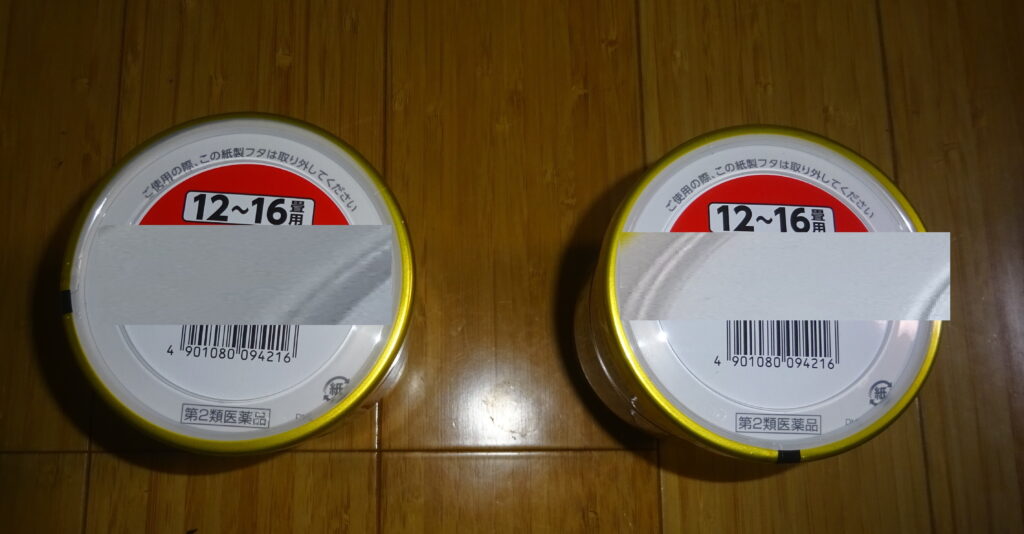 ご使用の際、この紙製フタは取り外してください
12~16畳用
4 901080 094216
紙
第2類医薬品
ご使用の際、この紙製フタは取り外してください
12~16畳用
4 901080 094216
紙
第2類医薬品